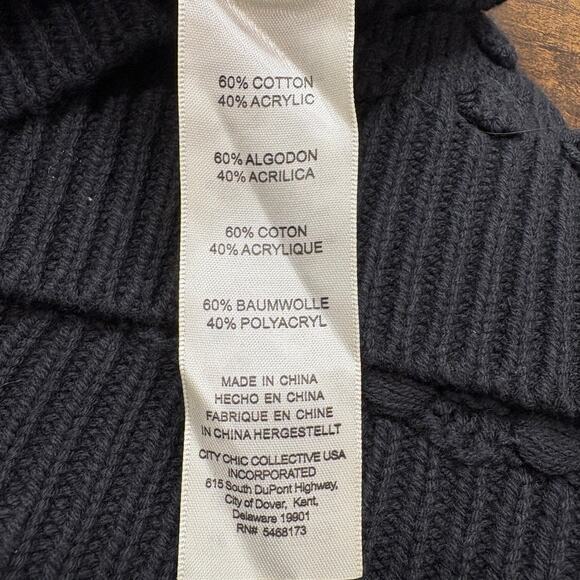 60% COTTON
40% ACRYLIC
60% ALGODON
40% ACRILICA
60% COTON
40% ACRYLIQUE
60% BAUMWOLLE
40% POLYACRYL
MADE IN CHINA
HECHO EN CHINA
FABRIQUE EN CHINE
IN CHINA HERGESTELLT
CITY CHIC COLLECTIVE USA
INCORPORATED
615 South DuPont Highway,
City of Dover, Kent,
Delaware 19901
RN# 5468173